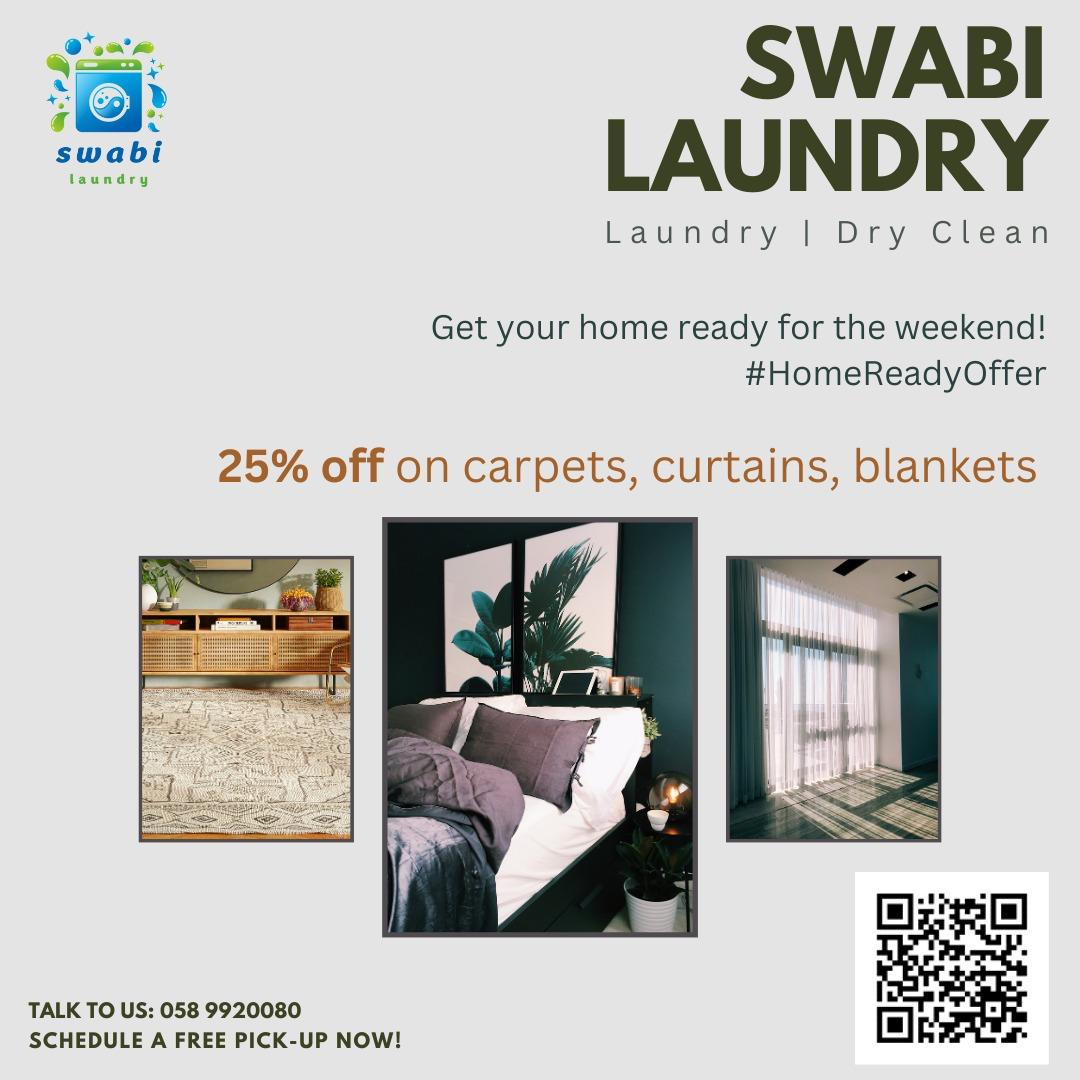 swabi
laundry
SWABI
LAUNDRY
Laundry | Dry Clean
Get your home ready for the weekend!
#HomeReadyOffer
25% off on carpets, curtains, blankets
TALK TO US: 058 9920080
SCHEDULE A FREE PICK-UP NOW!